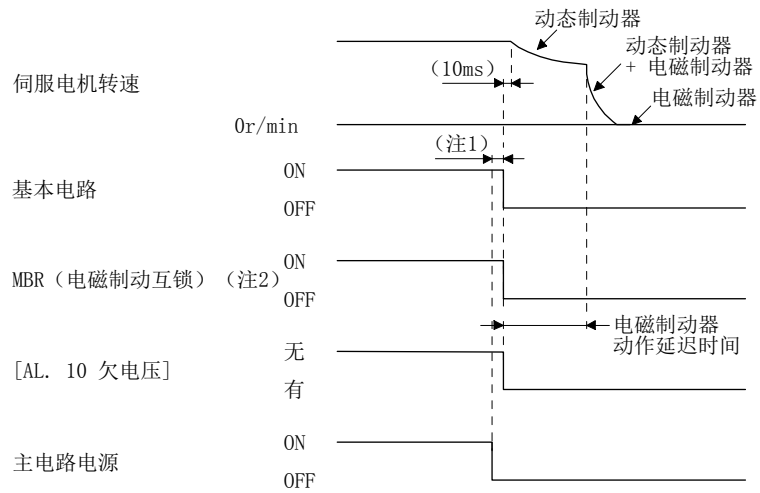 动态制动器
动态制动器
+ 电磁制动器
(10ms)
伺服电机转速
电磁制动器
0r/min
(注1)
ON
基本电路
OFF
ON
MBR(电磁制动互锁)(注2)
OFF
电磁制动器
动作延迟时间
无
[AL. 10 欠电压]
有
ON
主电路电源
OFF